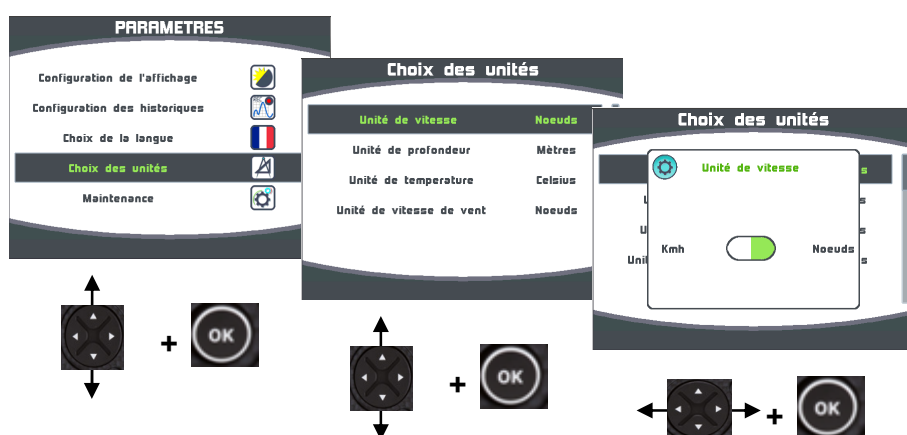 PARAMETRES
Configuration de l'affichage
Configuration des historiques
Choix de la langue
Choix des unités
Maintenance
+
OK
Choix des unités
Unité de vitesse Noeuds
Unité de profondeur Mètres
Unité de temperature Celsius
Unité de vitesse de vent Noeuds
+
OK
Choix des unités
Unité de vitesse
Kmh Noeuds
+
OK